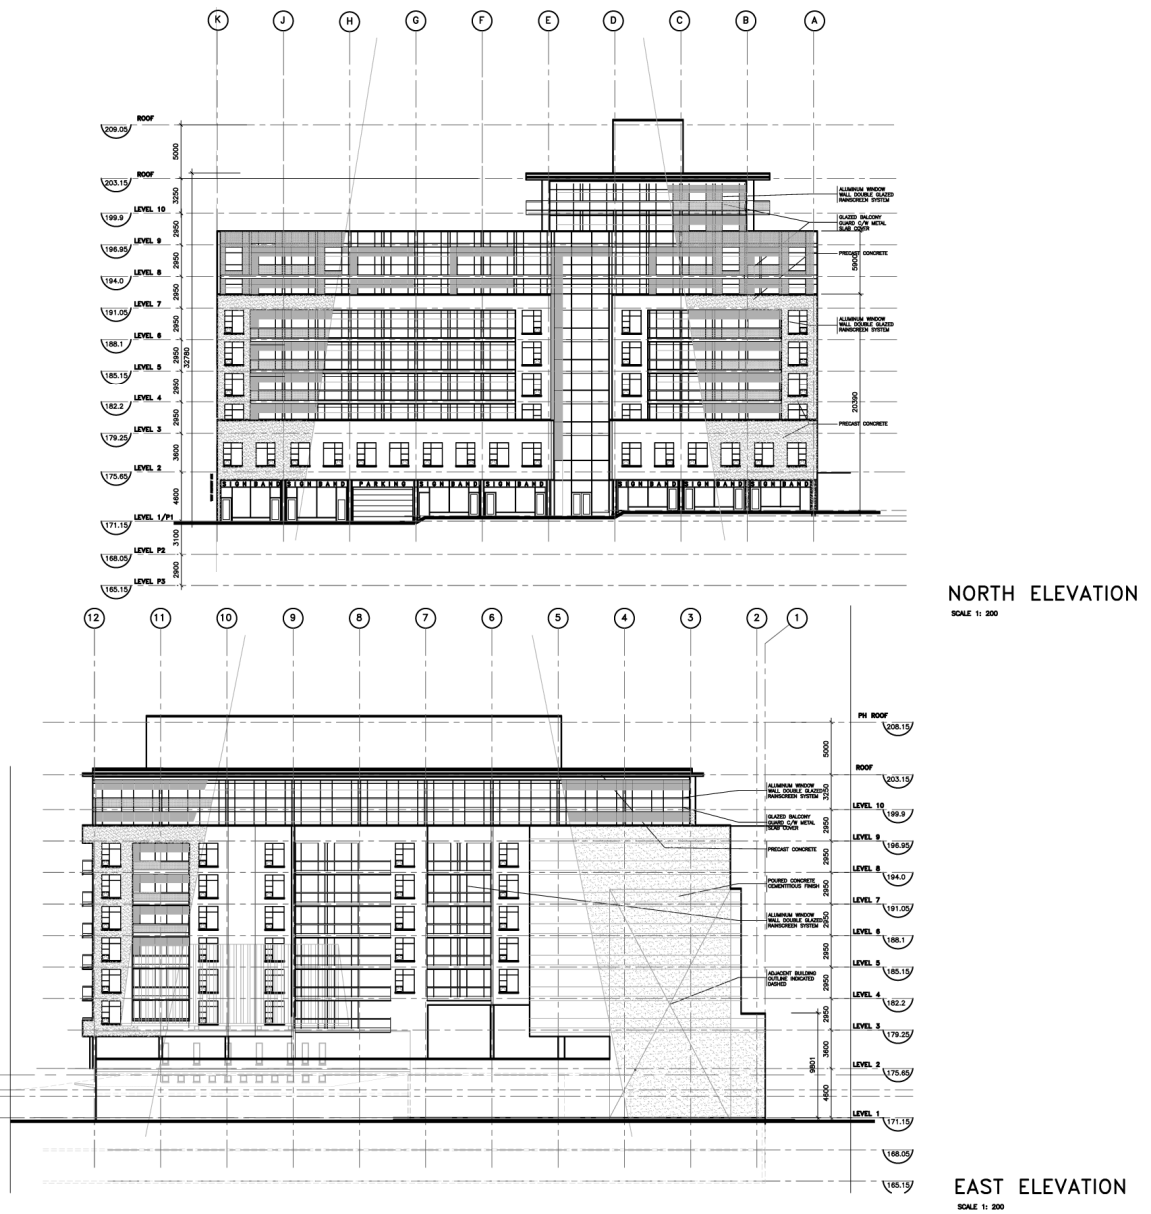 K J H G F E D C B A
ROOF
209.05
5000
ROOF
203.15
3250
ALUMINUM WINDOW
WALL DOUBLE GLAZED
RAINSCREEN SYSTEM
LEVEL 10
199.9
GLAZED BALCONY
GUARD C/W METAL
SLAB COVER
2950
LEVEL 9
196.95
PRECAST CONCRETE
2950
5900
LEVEL 8
194.0
2950
LEVEL 7
191.05
ALUMINUM WINDOW
WALL DOUBLE GLAZED
RAINSCREEN SYSTEM
2950
LEVEL 6
188.1
2950
32780
LEVEL 5
185.15
2950
LEVEL 4
182.2
20390
2950
PRECAST CONCRETE
LEVEL 3
179.25
3600
LEVEL 2
175.65
SIGN BAND SIGN BAND PARKING SIGN BAND SIGN BAND SIGN BAND SIGN BAND SIGN BAND
4600
LEVEL 1/P1
171.15
3100
LEVEL P2
168.05
2900
LEVEL P3
165.15
NORTH ELEVATION
SCALE 1: 200
12 11 10 9 8 7 6 5 4 3 2 1
PH ROOF
208.15
5000
ROOF
203.15
ALUMINUM WINDOW
WALL DOUBLE GLAZED
RAINSCREEN SYSTEM
3250
LEVEL 10
199.9
GLAZED BALCONY
GUARD C/W METAL
SLAB COVER
2950
LEVEL 9
196.95
PRECAST CONCRETE
2950
LEVEL 8
194.0
POURED CONCRETE
CEMENTITIOUS FINISH
2950
LEVEL 7
191.05
ALUMINUM WINDOW
WALL DOUBLE GLAZED
RAINSCREEN SYSTEM
2950
LEVEL 6
188.1
2950
LEVEL 5
185.15
ADJACENT BUILDING
OUTLINE INDICATED
DASHED
2950
LEVEL 4
182.2
2950
LEVEL 3
179.25
3600
9801
LEVEL 2
175.65
4600
LEVEL 1
171.15
168.05
165.15
EAST ELEVATION
SCALE 1: 200